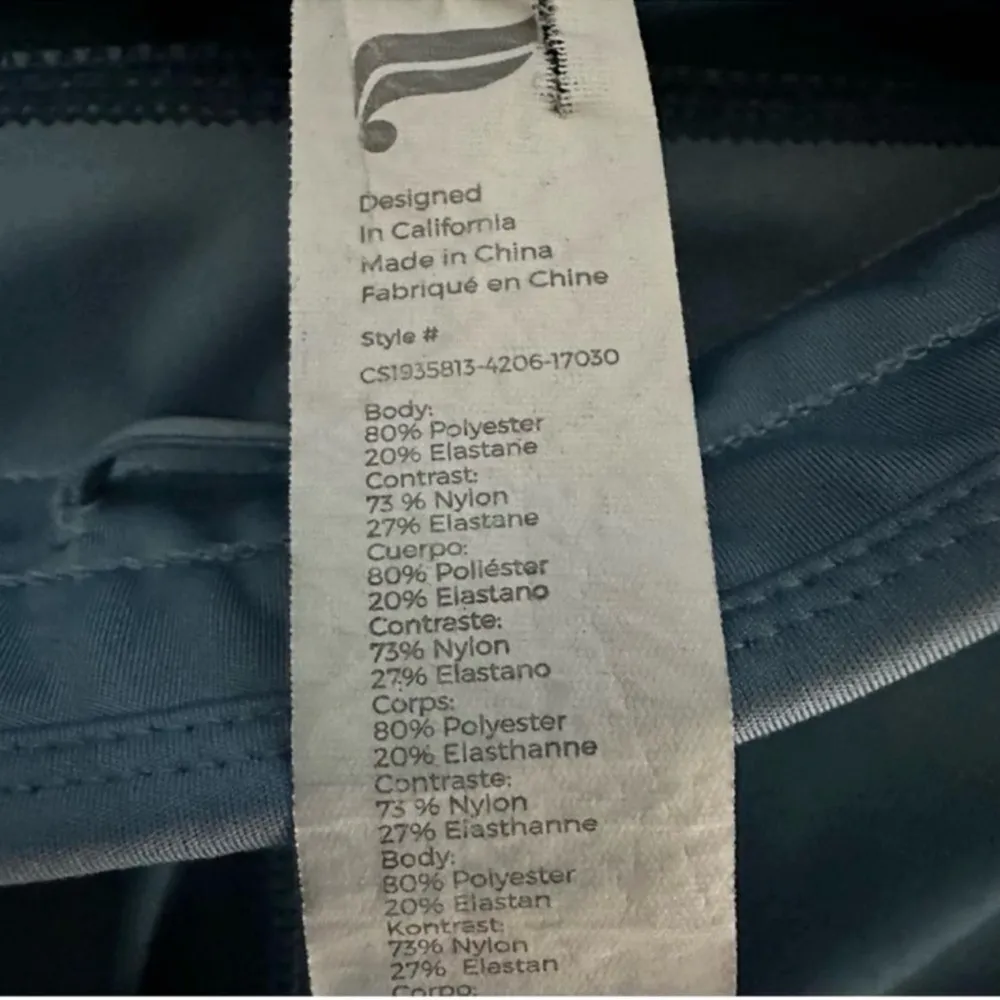 Designed
In California
Made in China
Fabriqué en Chine
Style #
CS1935813-4206-17030
Body:
80% Polyester
20% Elastane
Contrast:
73 % Nylon
27% Elastane
Cuerpo:
80% Poliéster
20% Elastano
Contraste:
73% Nylon
27% Elastano
Corps:
80% Polyester
20% Elasthanne
Contraste:
73 % Nylon
27% Elasthanne
Body:
80% Polyester
20% Elastan
Kontrast:
73% Nylon
27% Elastan
Corpo: